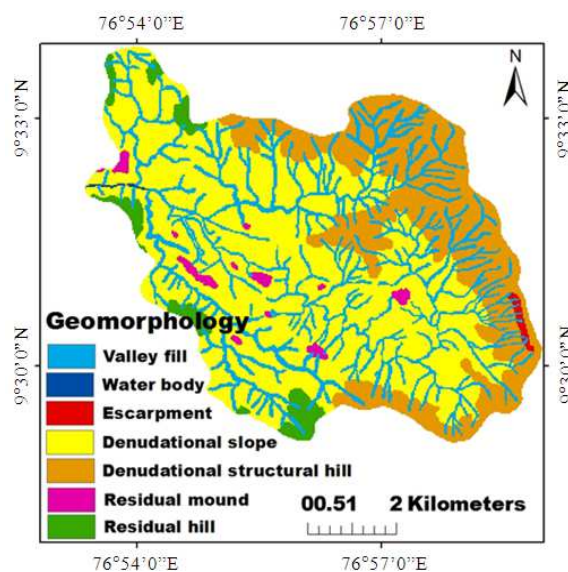 76°54’0”E 76°57’0”E
N
9°33’0”N 9°33’0”N
Geomorphology
Valley fill
Water body
Escarpment
Denudational slope
Denudational structural hill
Residual mound
Residual hill
00.51 2 Kilometers
9°30’0”N 9°30’0”N
76°54’0”E 76°57’0”E